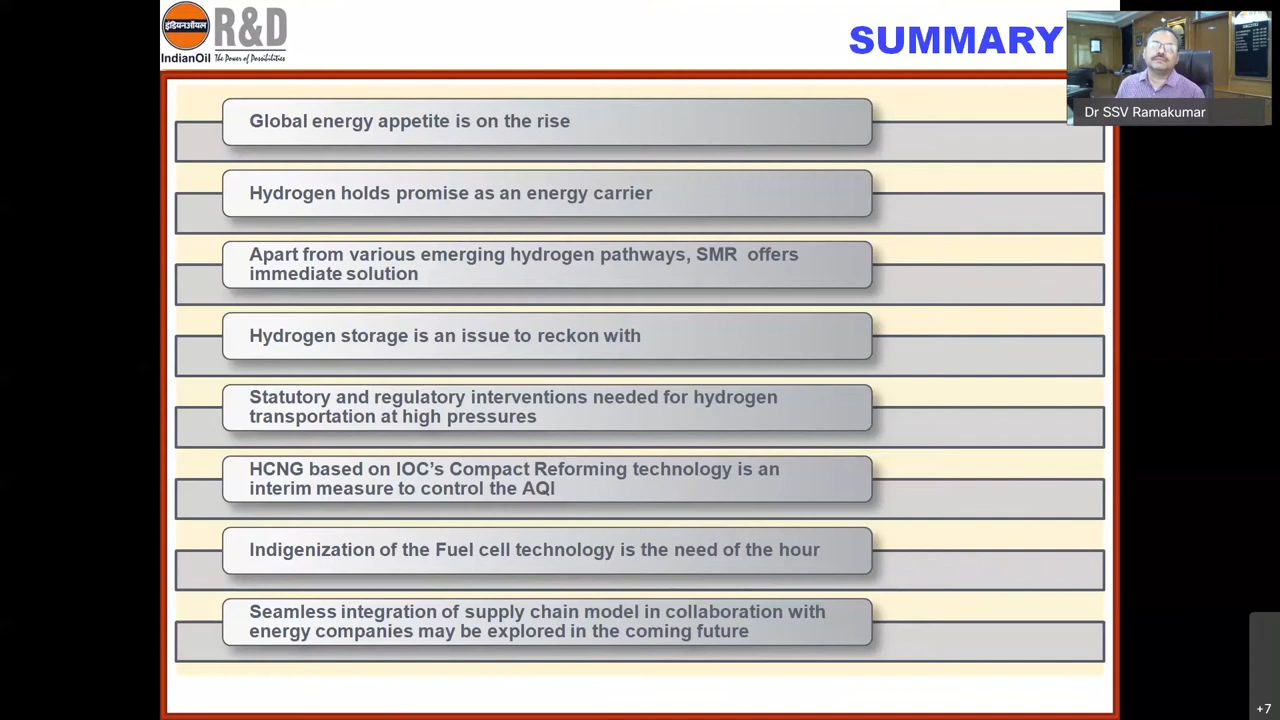 इंडियनऑयल
IndianOil
R&D
The Power of Possibilities
SUMMARY
Dr SSV Ramakumar
Global energy appetite is on the rise
Hydrogen holds promise as an energy carrier
Apart from various emerging hydrogen pathways, SMR offers
immediate solution
Hydrogen storage is an issue to reckon with
Statutory and regulatory interventions needed for hydrogen
transportation at high pressures
HCNG based on IOC's Compact Reforming technology is an
interim measure to control the AQI
Indigenization of the Fuel cell technology is the need of the hour
Seamless integration of supply chain model in collaboration with
energy companies may be explored in the coming future
+7